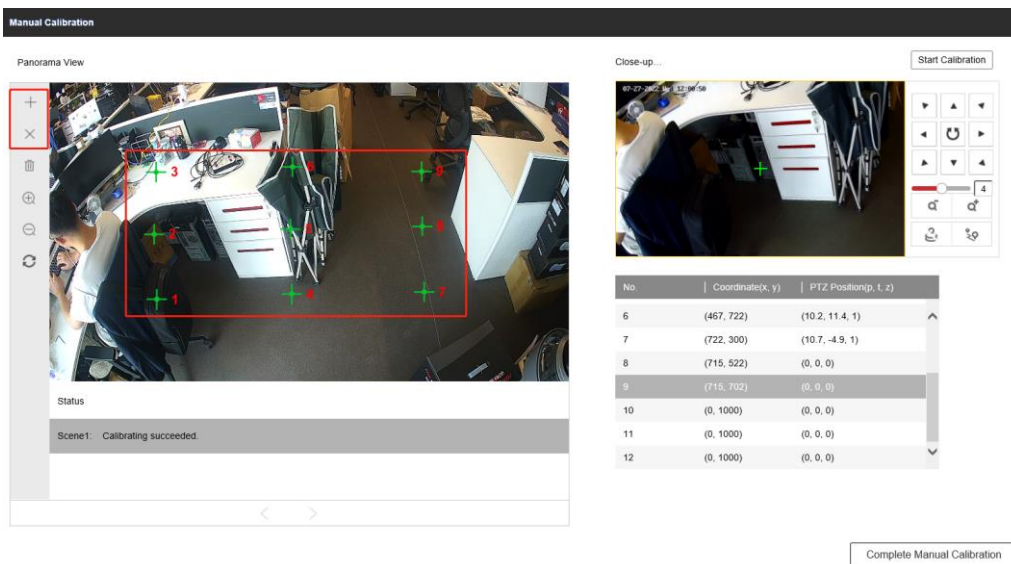 Manual Calibration
Panorama View
3
9
2
8
1
6
7
Status
Scene1: Calibrating succeeded.
Close-up...
Start Calibration
4
No. Coordinate(x, y) PTZ Position(p, t, z)
6 (467, 722) (10.2, 11.4, 1)
7 (722, 300) (10.7, -4.9, 1)
8 (715, 522) (0, 0, 0)
9 (715, 702) (0, 0, 0)
10 (0, 1000) (0, 0, 0)
11 (0, 1000) (0, 0, 0)
12 (0, 1000) (0, 0, 0)
Complete Manual Calibration